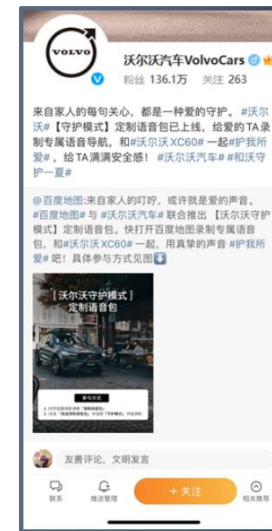 VOLVO
沃尔沃汽车VolvoCars
粉丝 136.1万 关注 263
来自家人的每句关心，都是一种爱的守护。#沃尔
沃#【守护模式】定制语音包已上线，给爱的TA录
制专属语音导航，和#沃尔沃XC60#一起#护我所
爱#，给TA满满安全感！#沃尔沃汽车##和沃守
护一夏#
@百度地图:来自家人的叮咛，或许就是爱的声音。
#百度地图#与#沃尔沃汽车#联合推出 【沃尔沃守护
模式】定制语音包。快打开百度地图录制专属语音
包，和#沃尔沃XC60#一起，用真挚的声音#护我所
爱#吧！具体参与方式见图
［沃尔沃守护模式］
定制语音包
参与方式
友善评论，文明发言
联系
推送管理
+关注
相关推荐